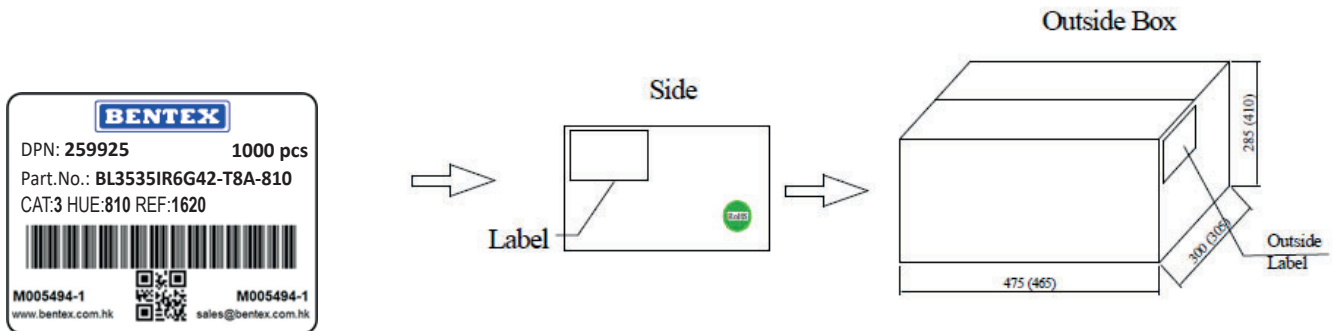 BENTEX
DPN: 259925 1000 pcs
Part.No.: BL3535IR6G42-T8A-810
CAT:3 HUE:810 REF:1620
M005494-1 M005494-1
www.bentex.com.hk sales@bentex.com.hk
Side
Label
RoHS
Outside Box
285 (410)
300 (305)
475 (465)
Outside
Label